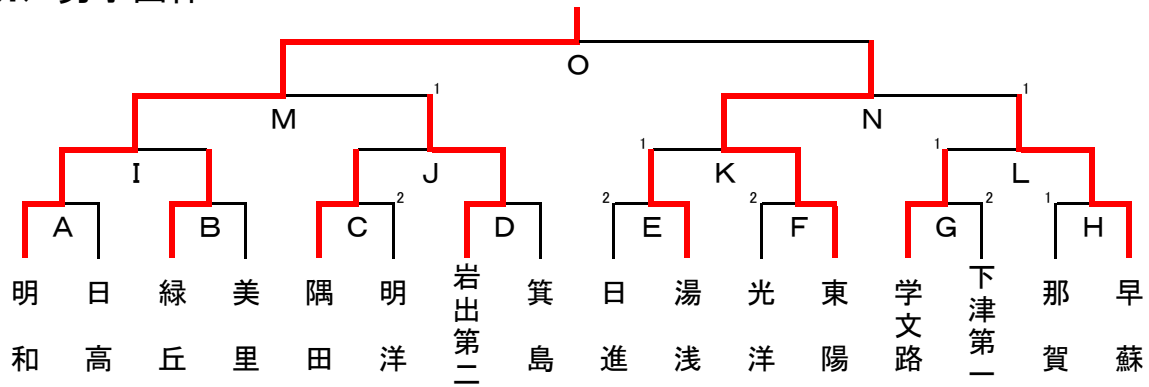 O
M
1
N
1
I
J
1
K
1
L
A
B
C
2
D
2
E
2
F
G
2
1
H
明和
日高
緑丘
美里
隅田
明洋
岩出第二
箕島
日進
湯浅
光洋
東陽
学文路
下津第一
那賀
早蘇